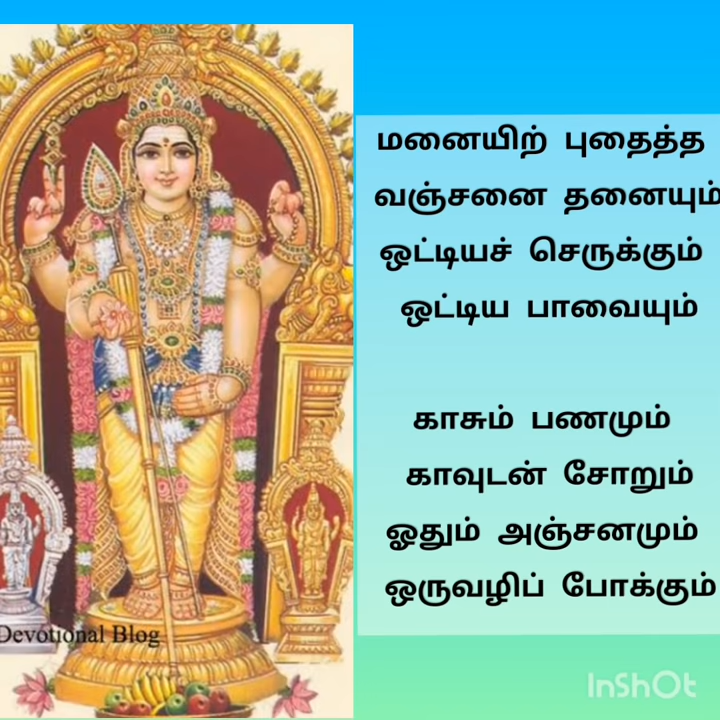 மனையிற் புதைத்த
வஞ்சனை தனையும்
ஒட்டியச் செருக்கும்
ஒட்டிய பாவையும்
காசும் பணமும்
காவுடன் சோறும்
ஓதும் அஞ்சனமும்
ஒருவழிப் போக்கும்
Devotional Blog
InShOt